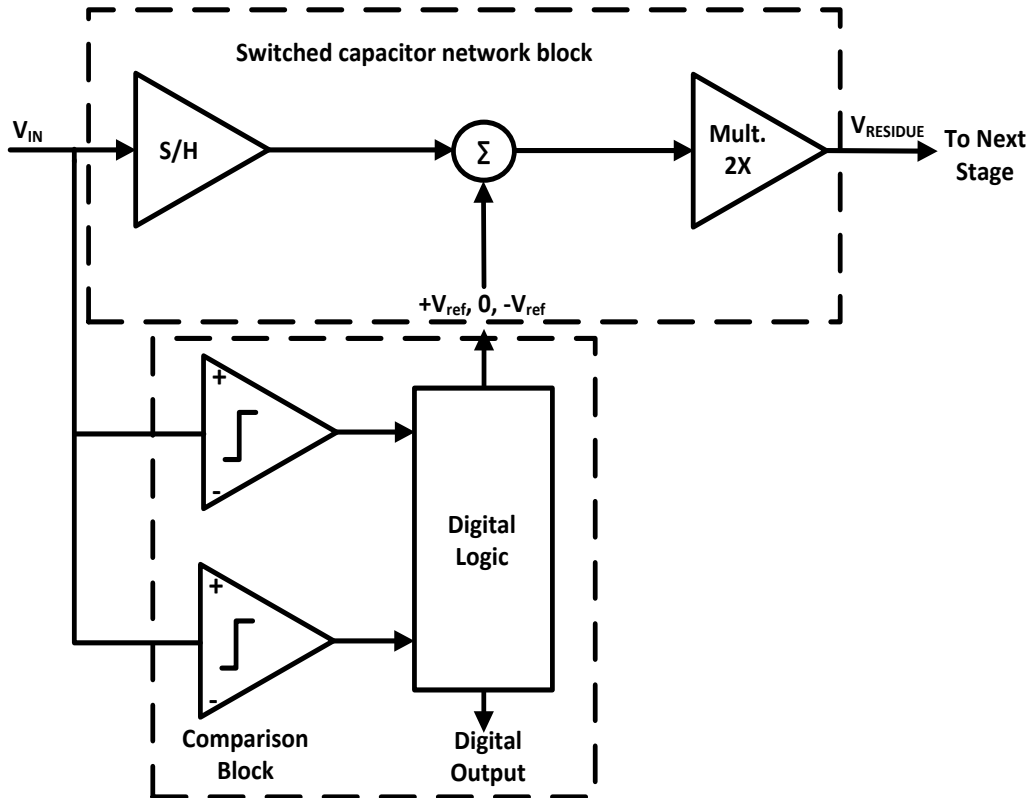 Switched capacitor network block
V_IN
S/H
Σ
Mult.
2X
V_RESIDUE
To Next
Stage
+V_ref, 0, -V_ref
+
-
+
-
Digital
Logic
Comparison
Block
Digital
Output